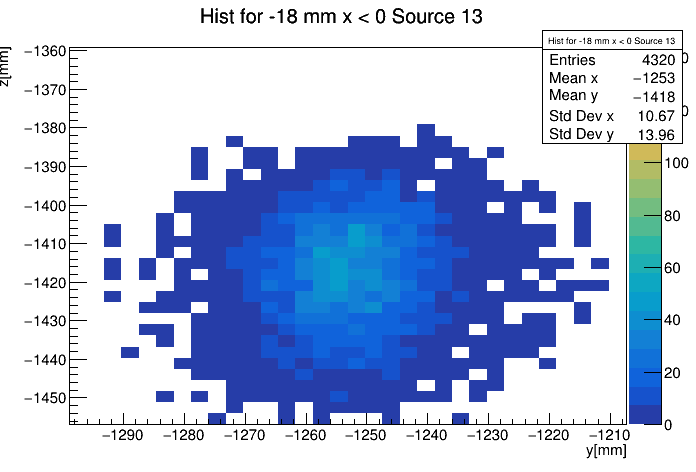 Hist for -18 mm x < 0 Source 13
Hist for -18 mm x < 0 Source 13
Entries 4320
Mean x −1253
Mean y −1418
Std Dev x 10.67
Std Dev y 13.96
z[mm]
−1360
−1370
−1380
−1390
−1400
−1410
−1420
−1430
−1440
−1450
−1290 −1280 −1270 −1260 −1250 −1240 −1230 −1220 −1210
y[mm]
100
80
60
40
20
0